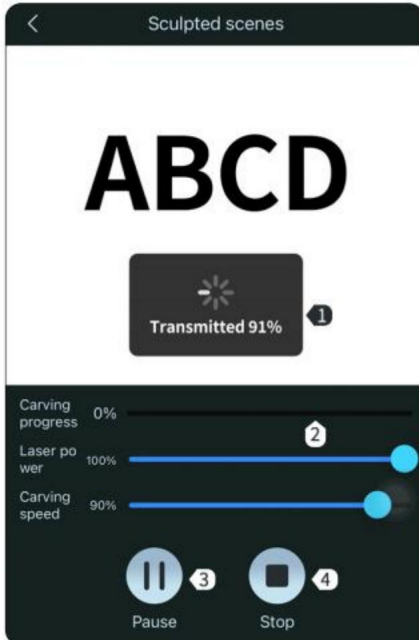 Sculpted scenes
ABCD
Transmitted 91%
1
Carving
progress
0%
2
Laser po
wer
100%
Carving
speed
90%
3
4
Pause
Stop